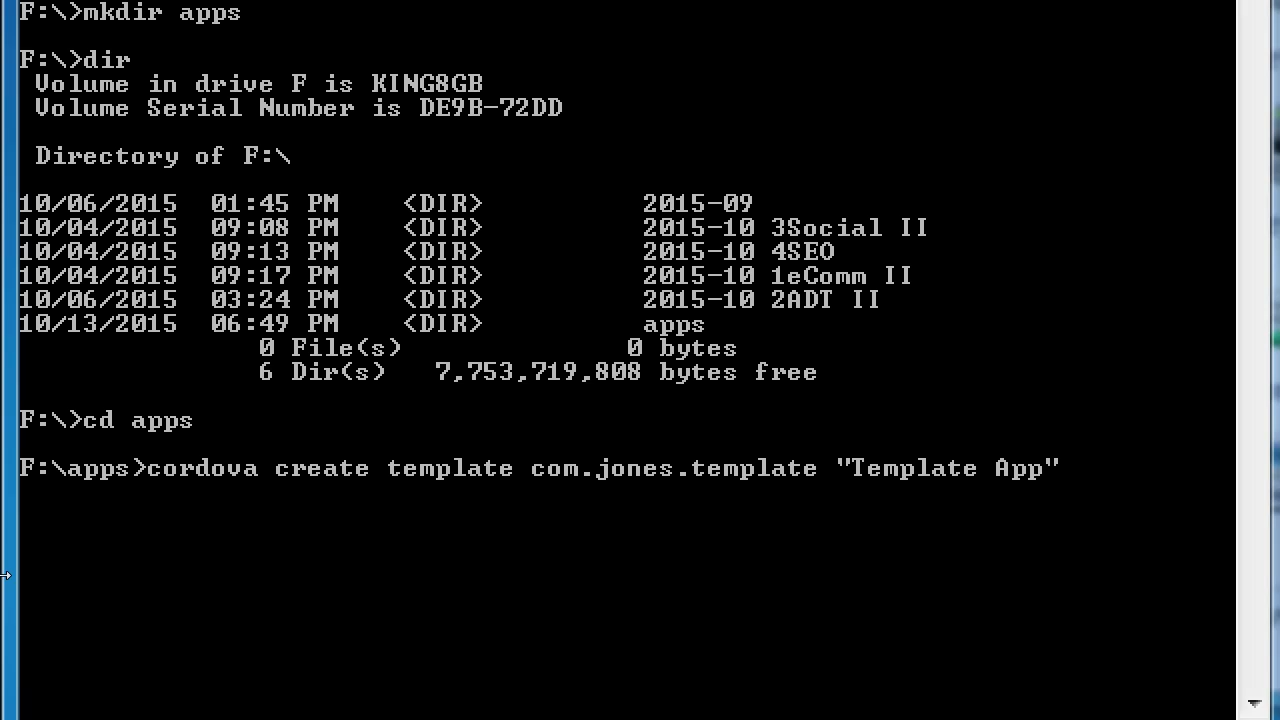 F:\>mkdir apps
F:\>dir
Volume in drive F is KING8GB
Volume Serial Number is DE9B-72DD
Directory of F:\
10/06/2015 01:45 PM <DIR> 2015-09
10/04/2015 09:08 PM <DIR> 2015-10 3Social II
10/04/2015 09:13 PM <DIR> 2015-10 4SEO
10/04/2015 09:17 PM <DIR> 2015-10 1eComm II
10/06/2015 03:24 PM <DIR> 2015-10 2ADT II
10/13/2015 06:49 PM <DIR> apps
0 File(s) 0 bytes
6 Dir(s) 7,753,719,808 bytes free
F:\>cd apps
F:\apps>cordova create template com.jones.template "Template App"